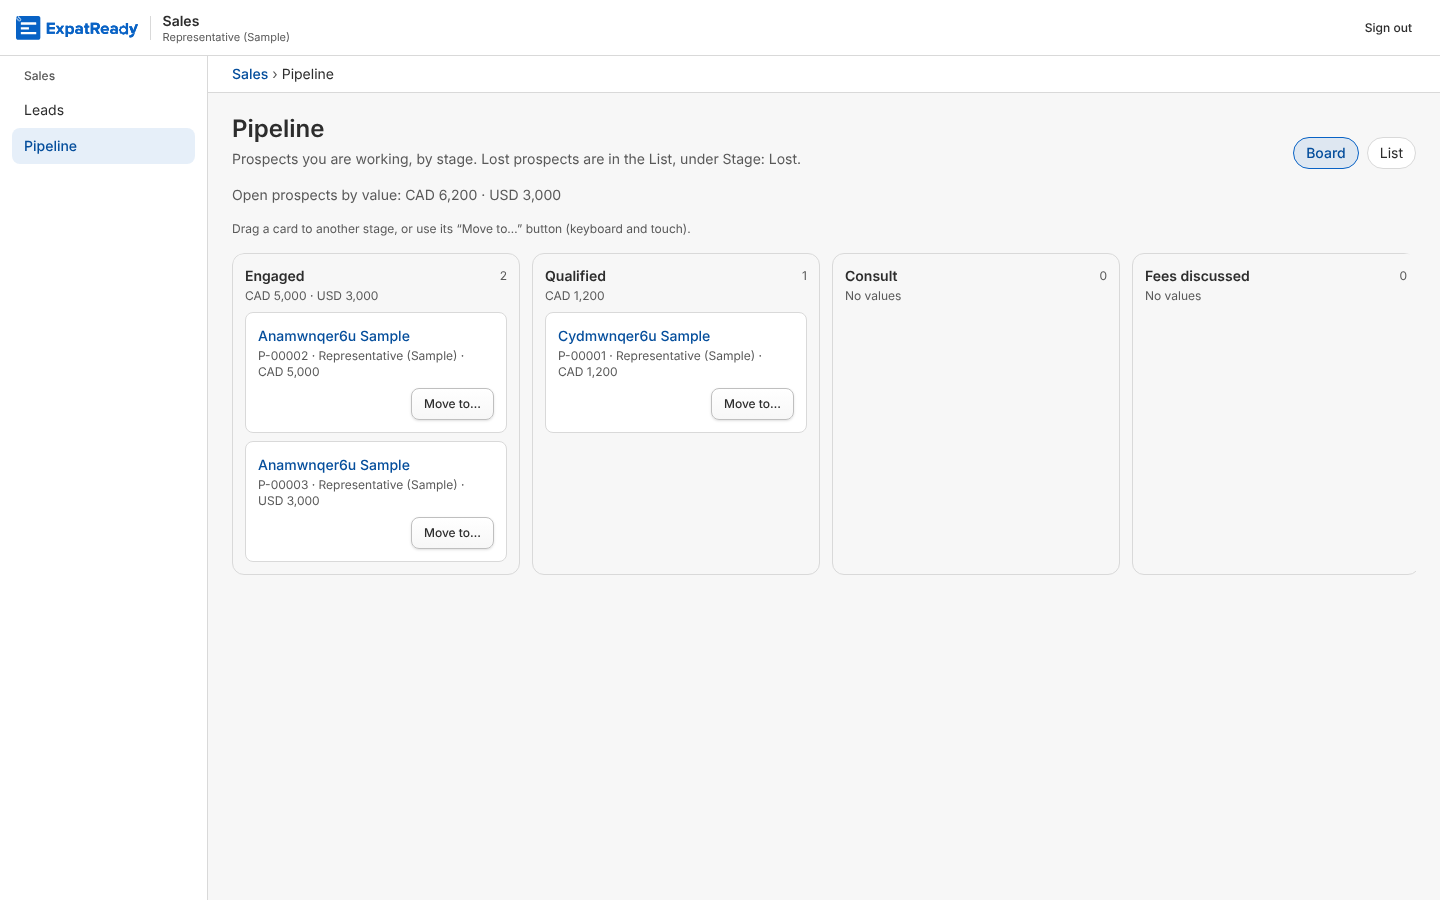 ExpatReady
Sales
Representative (Sample)
Sign out
Sales
Leads
Pipeline
Sales › Pipeline
Pipeline
Prospects you are working, by stage. Lost prospects are in the List, under Stage: Lost.
Board
List
Open prospects by value: CAD 6,200 · USD 3,000
Drag a card to another stage, or use its “Move to…” button (keyboard and touch).
Engaged 2
CAD 5,000 · USD 3,000
Anamwnqer6u Sample
P-00002 · Representative (Sample) ·
CAD 5,000
Move to…
Anamwnqer6u Sample
P-00003 · Representative (Sample) ·
USD 3,000
Move to…
Qualified 1
CAD 1,200
Cydmwnqer6u Sample
P-00001 · Representative (Sample) ·
CAD 1,200
Move to…
Consult 0
No values
Fees discussed 0
No values